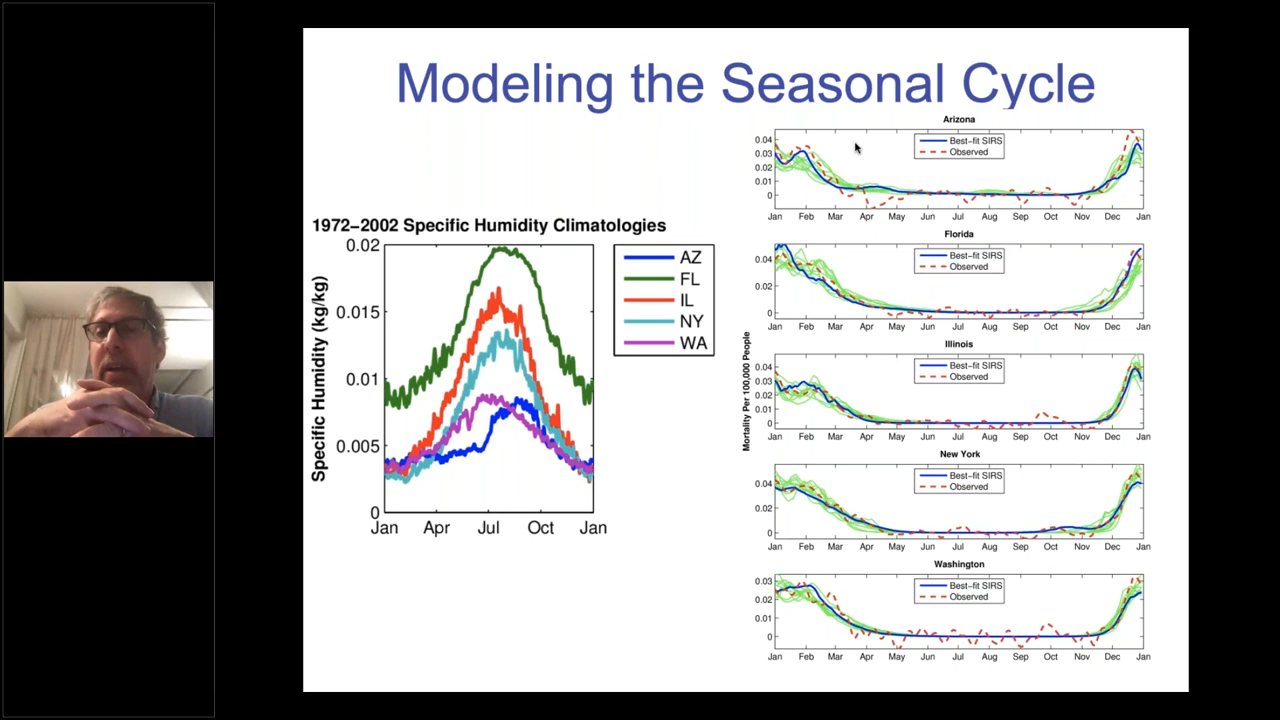 Modeling the Seasonal Cycle
1972–2002 Specific Humidity Climatologies
Specific Humidity (kg/kg)
0.02
0.015
0.01
0.005
0
Jan Apr Jul Oct Jan
AZ
FL
IL
NY
WA
Mortality Per 100,000 People
Arizona
0.04
0.03
0.02
0.01
0
Best–fit SIRS
Observed
Jan Feb Mar Apr May Jun Jul Aug Sep Oct Nov Dec Jan
Florida
0.04
0.02
0
Best–fit SIRS
Observed
Jan Feb Mar Apr May Jun Jul Aug Sep Oct Nov Dec Jan
Illinois
0.04
0.03
0.02
0.01
0
Best–fit SIRS
Observed
Jan Feb Mar Apr May Jun Jul Aug Sep Oct Nov Dec Jan
New York
0.04
0.02
0
Best–fit SIRS
Observed
Jan Feb Mar Apr May Jun Jul Aug Sep Oct Nov Dec Jan
Washington
0.03
0.02
0.01
0
Best–fit SIRS
Observed
Jan Feb Mar Apr May Jun Jul Aug Sep Oct Nov Dec Jan